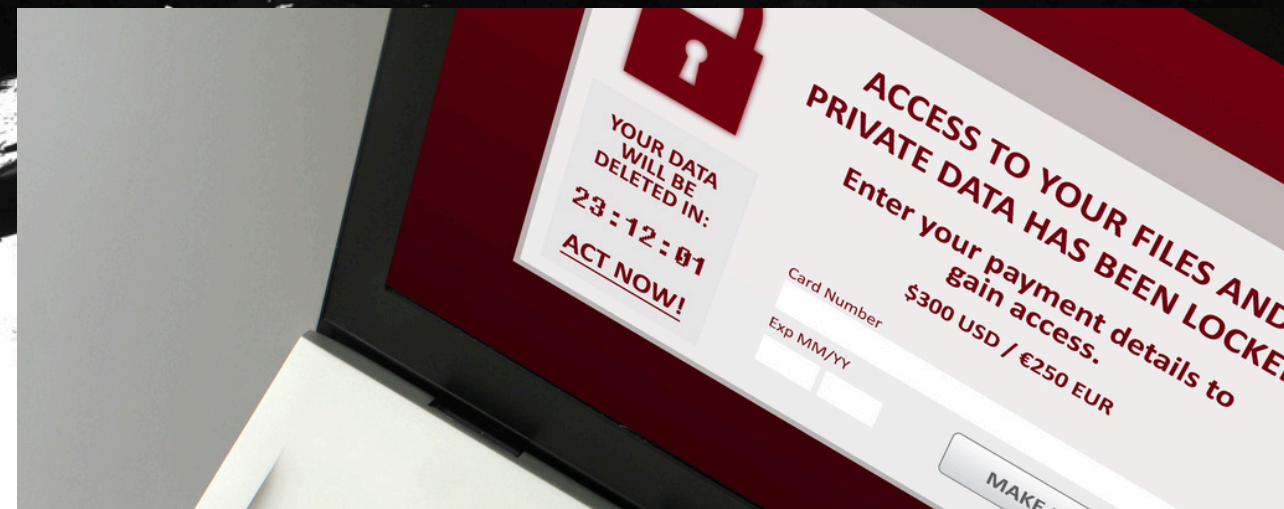 YOUR DATA
WILL BE
DELETED IN:
23:12:01
ACT NOW!
ACCESS TO YOUR FILES AND
PRIVATE DATA HAS BEEN LOCKE
Enter your payment details to
gain access.
$300 USD / €250 EUR
Card Number
Exp MM/YY
MAKE